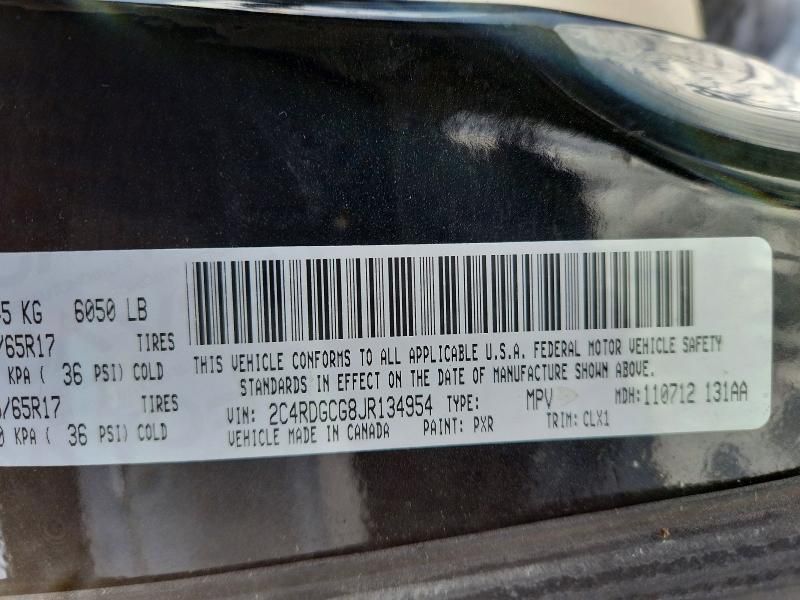 5 KG 6050 LB
/65R17 TIRES
KPA ( 36 PSI) COLD
/65R17 TIRES
0 KPA ( 36 PSI) COLD
THIS VEHICLE CONFORMS TO ALL APPLICABLE U.S.A. FEDERAL MOTOR VEHICLE SAFETY
STANDARDS IN EFFECT ON THE DATE OF MANUFACTURE SHOWN ABOVE.
VIN: 2C4RDGCG8JR134954 TYPE: MPV MDH: 110712 131AA
VEHICLE MADE IN CANADA PAINT: PXR TRIM: CLX1